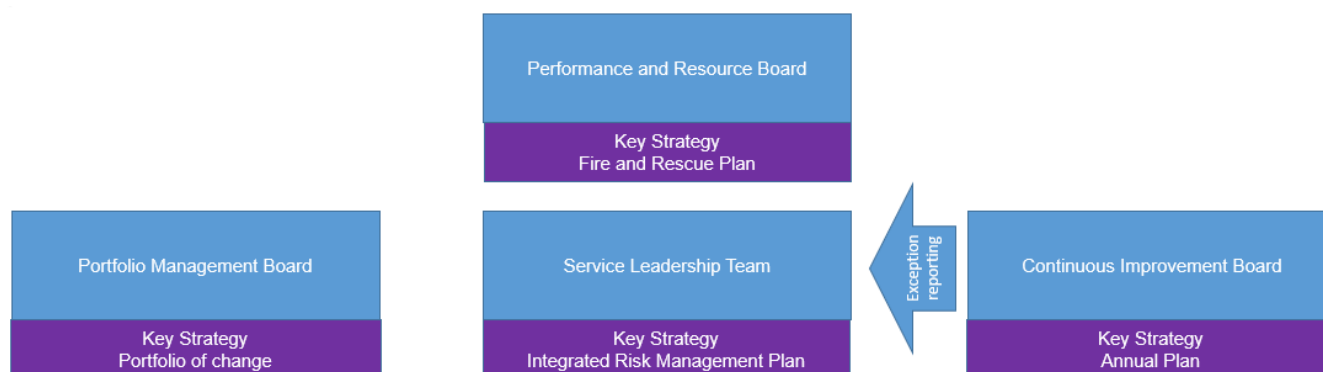 Performance and Resource Board
Key Strategy
Fire and Rescue Plan
Portfolio Management Board
Key Strategy
Portfolio of change
Service Leadership Team
Key Strategy
Integrated Risk Management Plan
Exception
reporting
Continuous Improvement Board
Key Strategy
Annual Plan